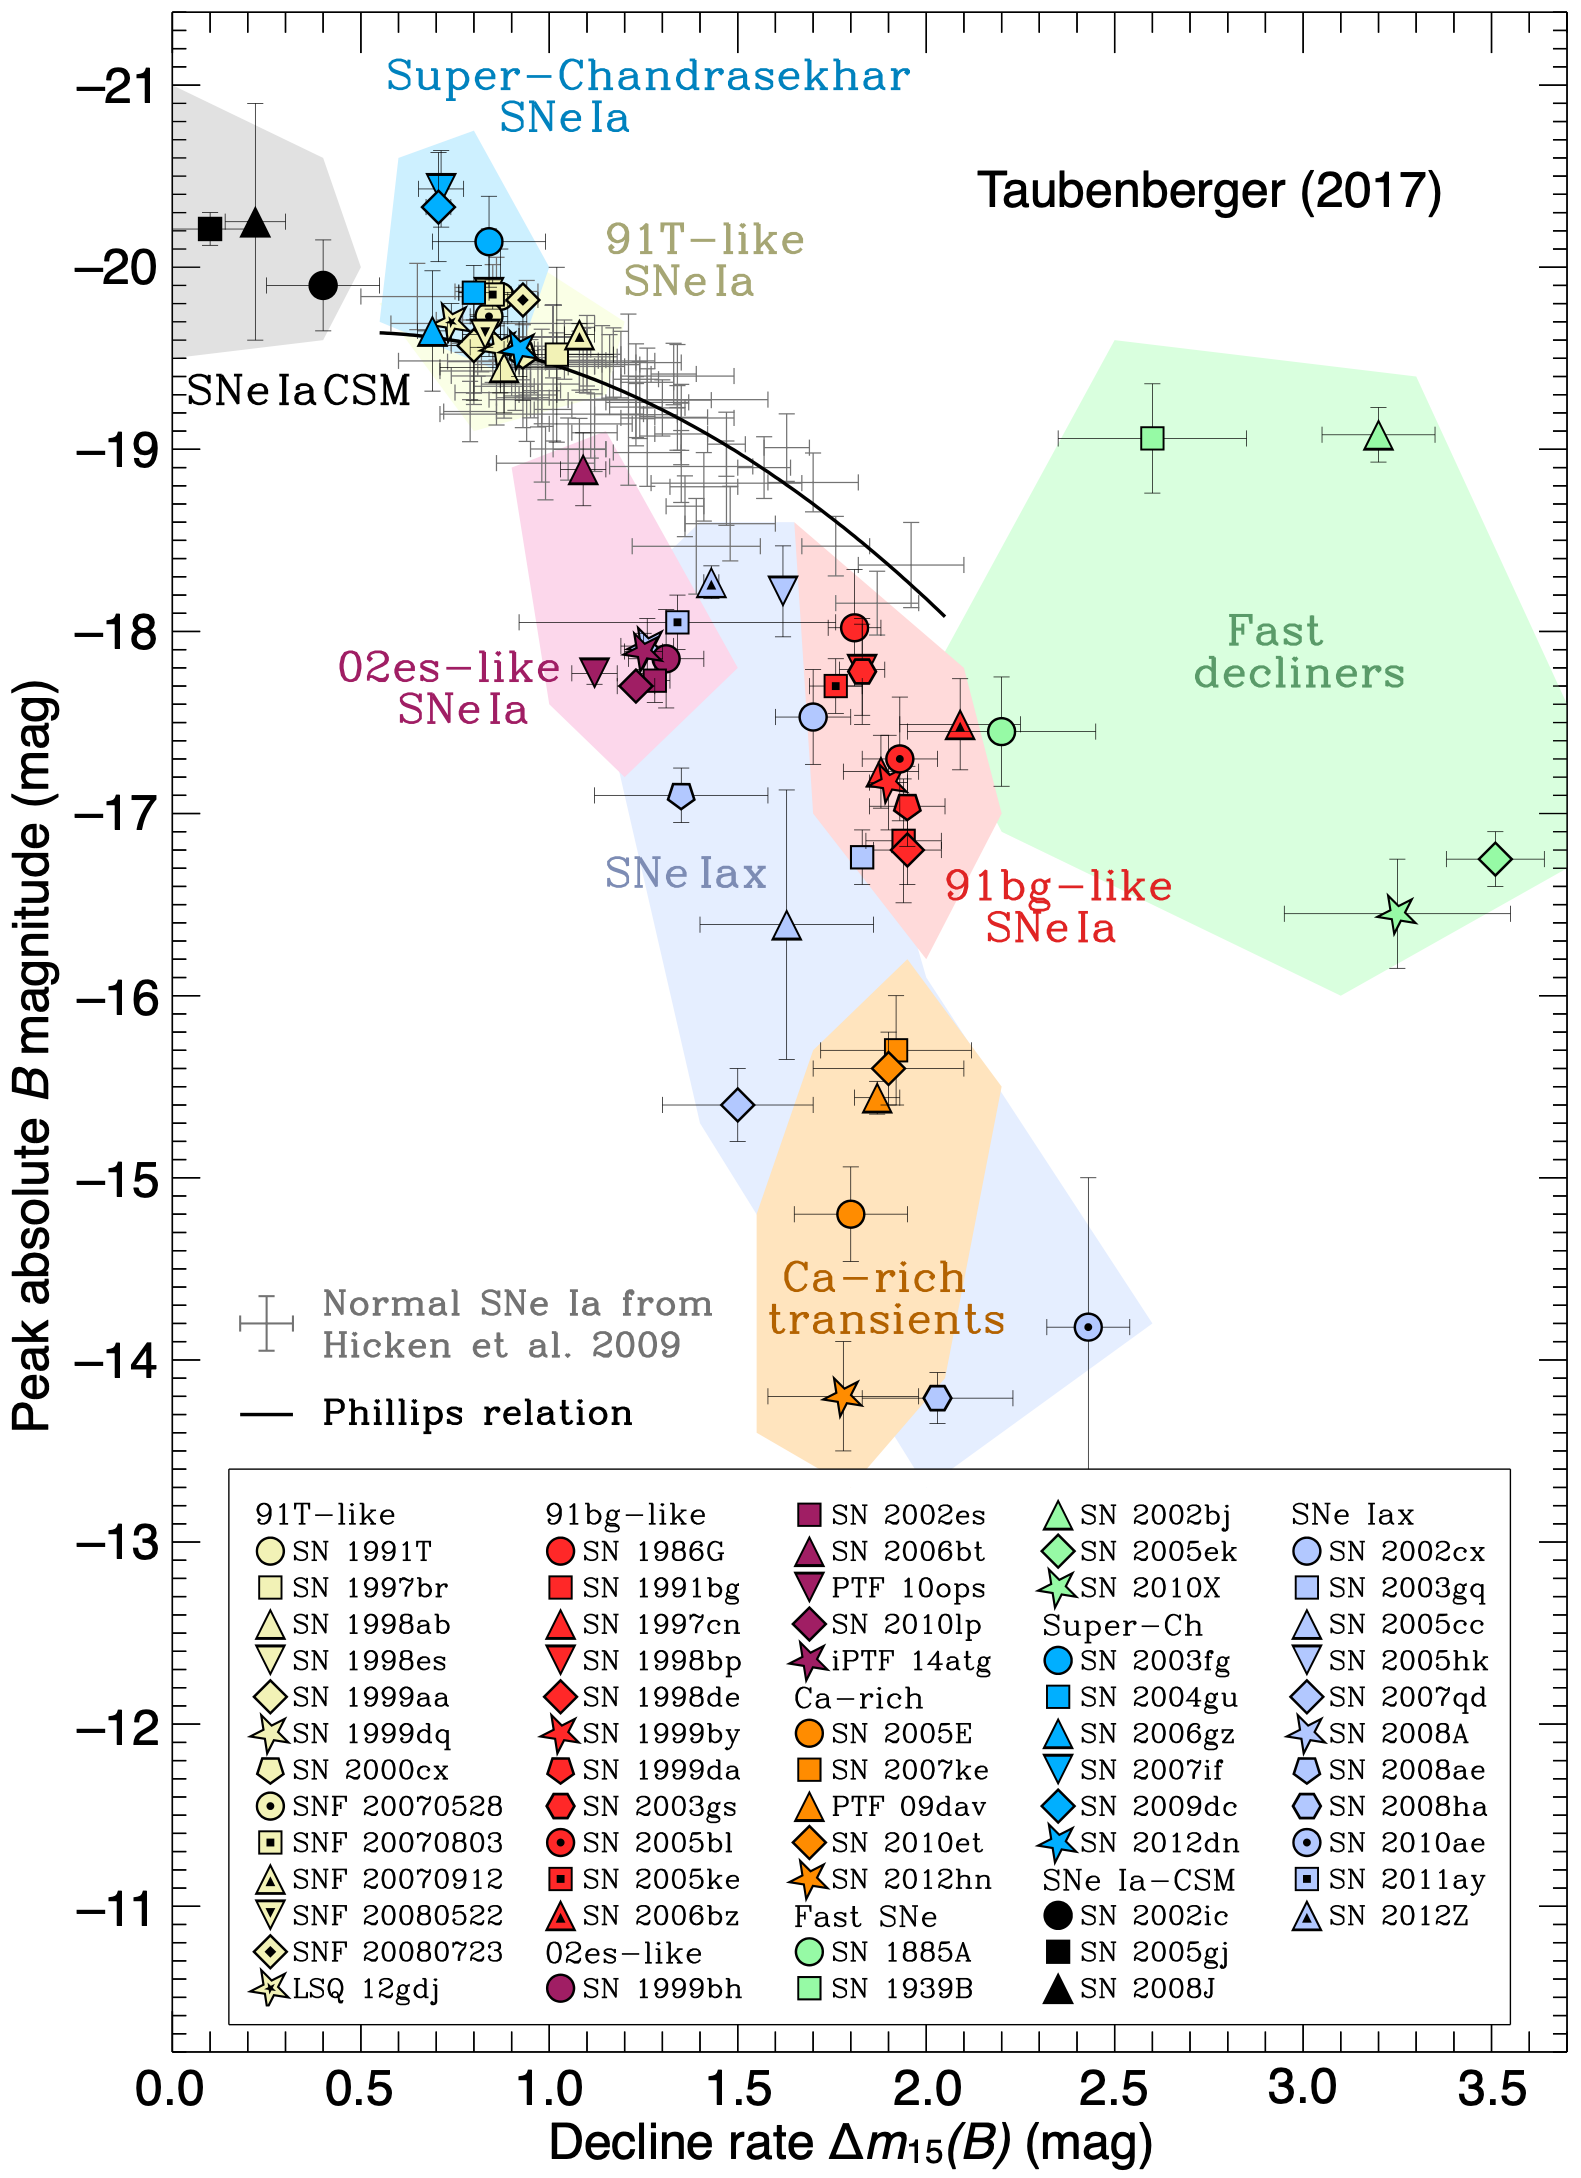 Super-Chandrasekhar
SNe Ia
Taubenberger (2017)
91T-like
SNe Ia
SNe Ia CSM
02es-like
SNe Ia
Fast
decliners
SNe Iax
91bg-like
SNe Ia
Ca-rich
transients
Normal SNe Ia from
Hicken et al. 2009
Phillips relation
Peak absolute B magnitude (mag)
−21
−20
−19
−18
−17
−16
−15
−14
−13
−12
−11
91T-like
SN 1991T
SN 1997br
SN 1998ab
SN 1998es
SN 1999aa
SN 1999dq
SN 2000cx
SNF 20070528
SNF 20070803
SNF 20070912
SNF 20080522
SNF 20080723
LSQ 12gdj
91bg-like
SN 1986G
SN 1991bg
SN 1997cn
SN 1998bp
SN 1998de
SN 1999by
SN 1999da
SN 2003gs
SN 2005bl
SN 2005ke
SN 2006bz
02es-like
SN 1999bh
SN 2002es
SN 2006bt
PTF 10ops
SN 2010lp
iPTF 14atg
Ca-rich
SN 2005E
SN 2007ke
PTF 09dav
SN 2010et
SN 2012hn
Fast SNe
SN 1885A
SN 1939B
SN 2002bj
SN 2005ek
SN 2010X
Super-Ch
SN 2003fg
SN 2004gu
SN 2006gz
SN 2007if
SN 2009dc
SN 2012dn
SNe Ia-CSM
SN 2002ic
SN 2005gj
SN 2008J
SNe Iax
SN 2002cx
SN 2003gq
SN 2005cc
SN 2005hk
SN 2007qd
SN 2008A
SN 2008ae
SN 2008ha
SN 2010ae
SN 2011ay
SN 2012Z
0.0 0.5 1.0 1.5 2.0 2.5 3.0 3.5
Decline rate Δm₁₅(B) (mag)